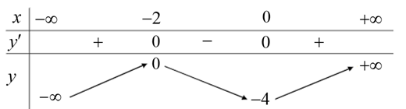 x −∞ −2 0 +∞
y′ + 0 − 0 +
y −∞ 0 −4 +∞